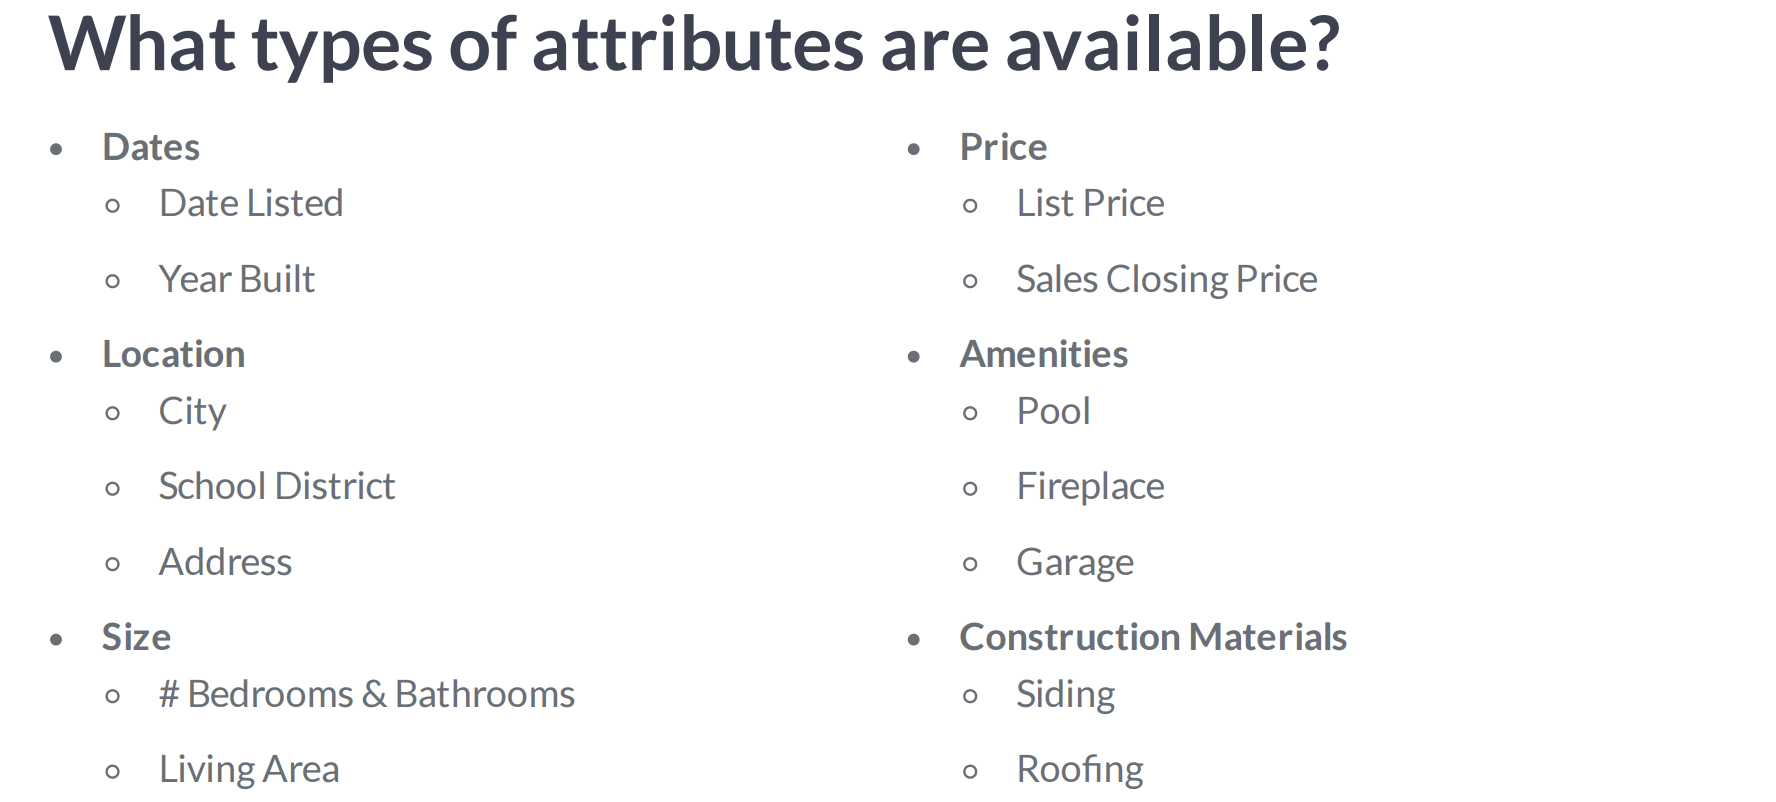 What types of attributes are available?
• Dates
○ Date Listed
○ Year Built
• Location
○ City
○ School District
○ Address
• Size
○ # Bedrooms & Bathrooms
○ Living Area
• Price
○ List Price
○ Sales Closing Price
• Amenities
○ Pool
○ Fireplace
○ Garage
• Construction Materials
○ Siding
○ Roofing